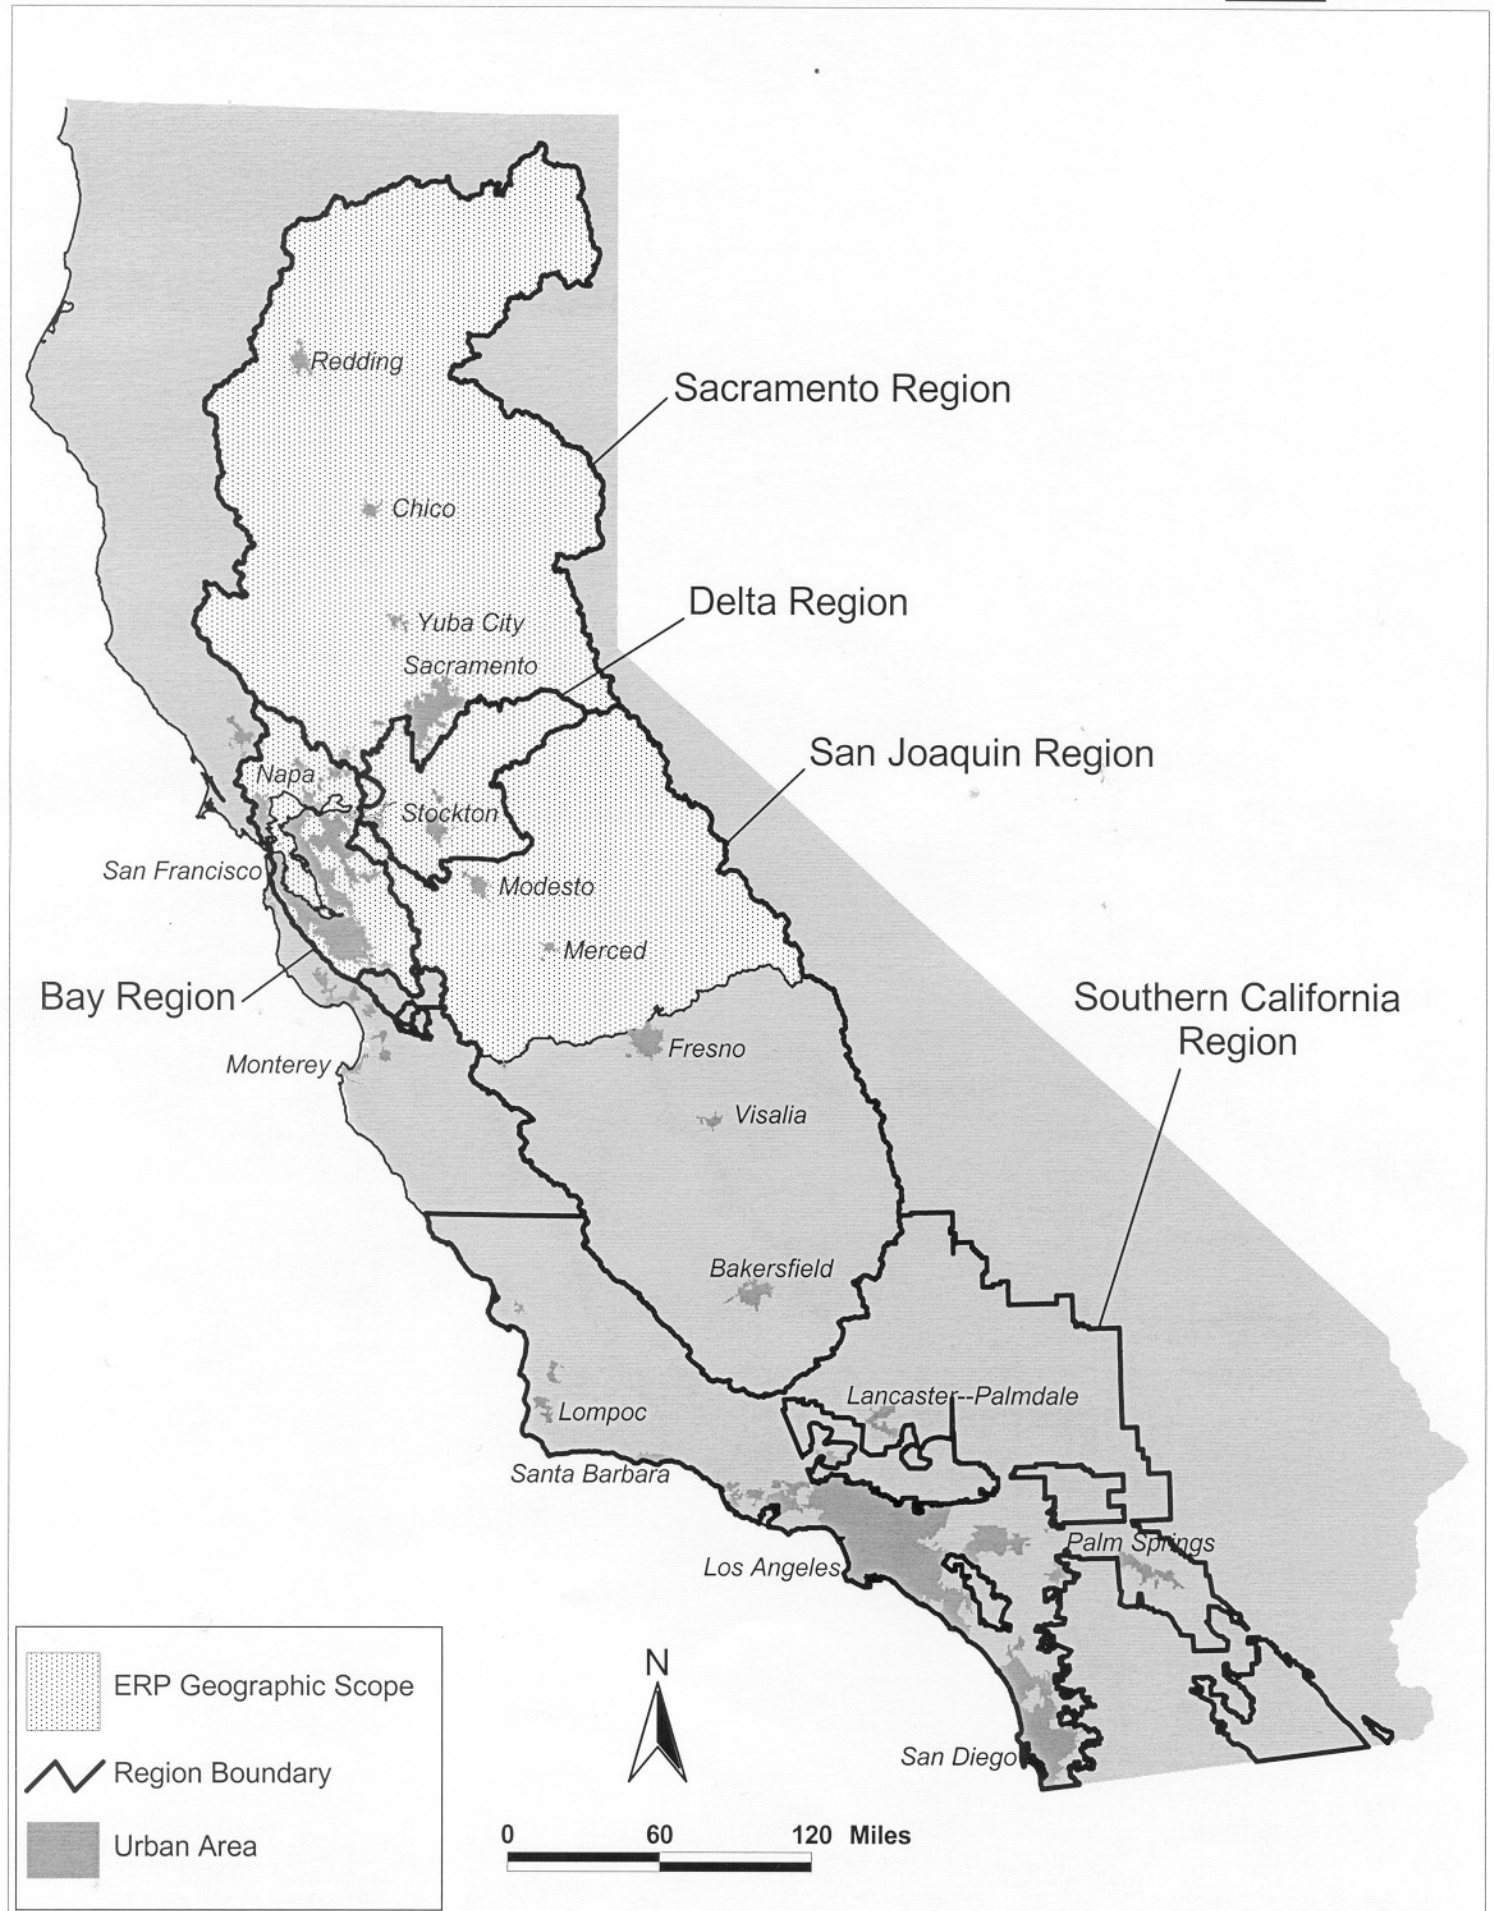 Redding
Sacramento Region
Chico
Delta Region
Yuba City
Sacramento
San Joaquin Region
Napa
Stockton
San Francisco
Modesto
Merced
Bay Region
Southern California
Region
Fresno
Monterey
Visalia
Bakersfield
Lancaster--Palmdale
Lompoc
Santa Barbara
Palm Springs
Los Angeles
San Diego
N
ERP Geographic Scope
Region Boundary
Urban Area
0 60 120 Miles